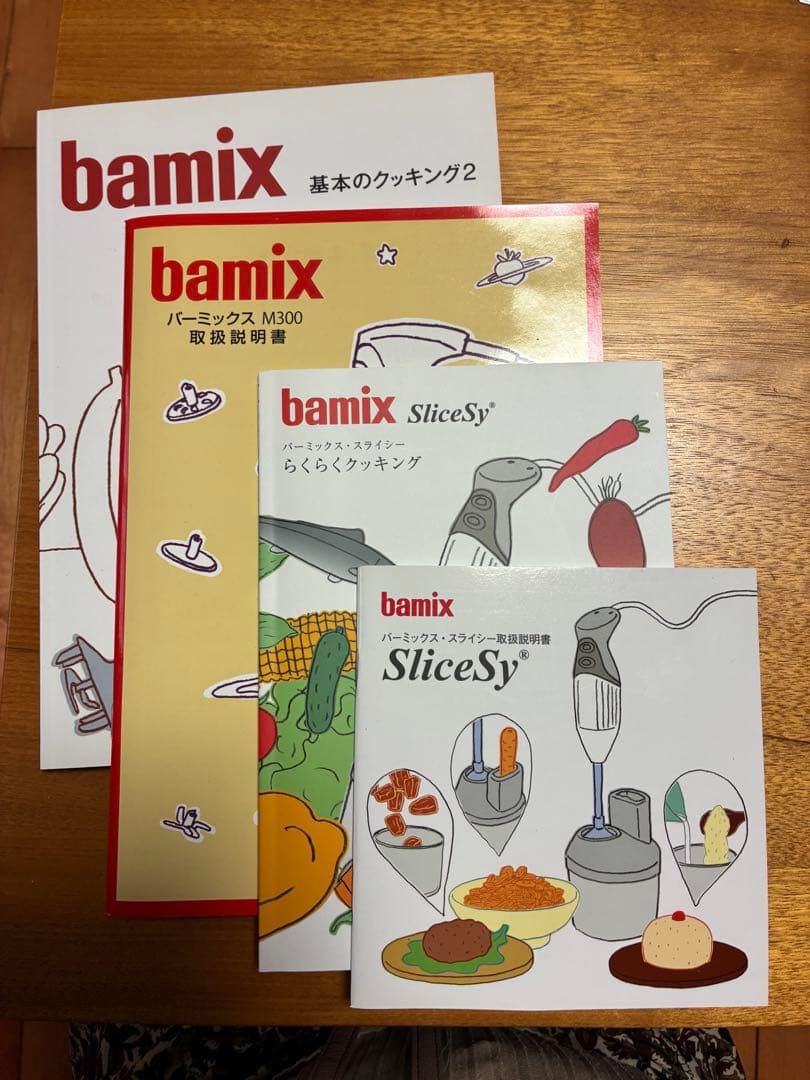 bamix
基本のクッキング2
bamix
バーミックス M300
取扱説明書
bamix SliceSy®
バーミックス・スライシー
らくらくクッキング
bamix
バーミックス・スライシー取扱説明書
SliceSy®